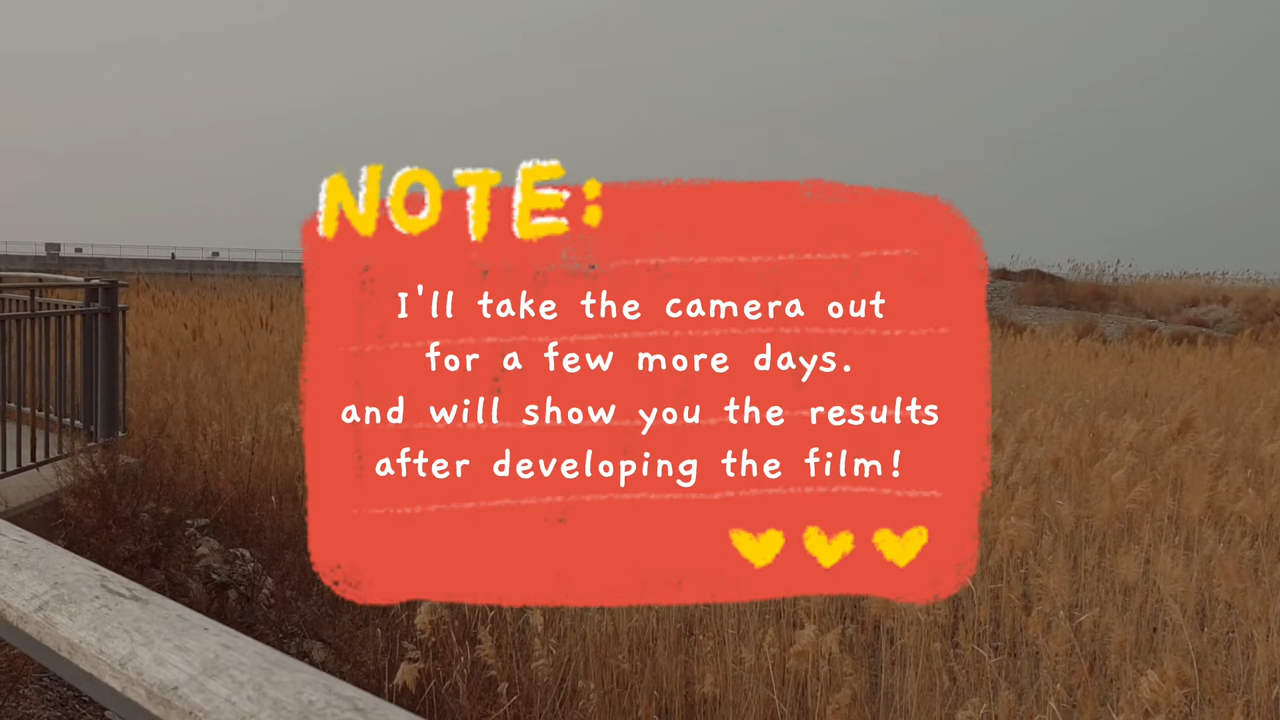 NOTE:
I'll take the camera out
for a few more days.
and will show you the results
after developing the film!